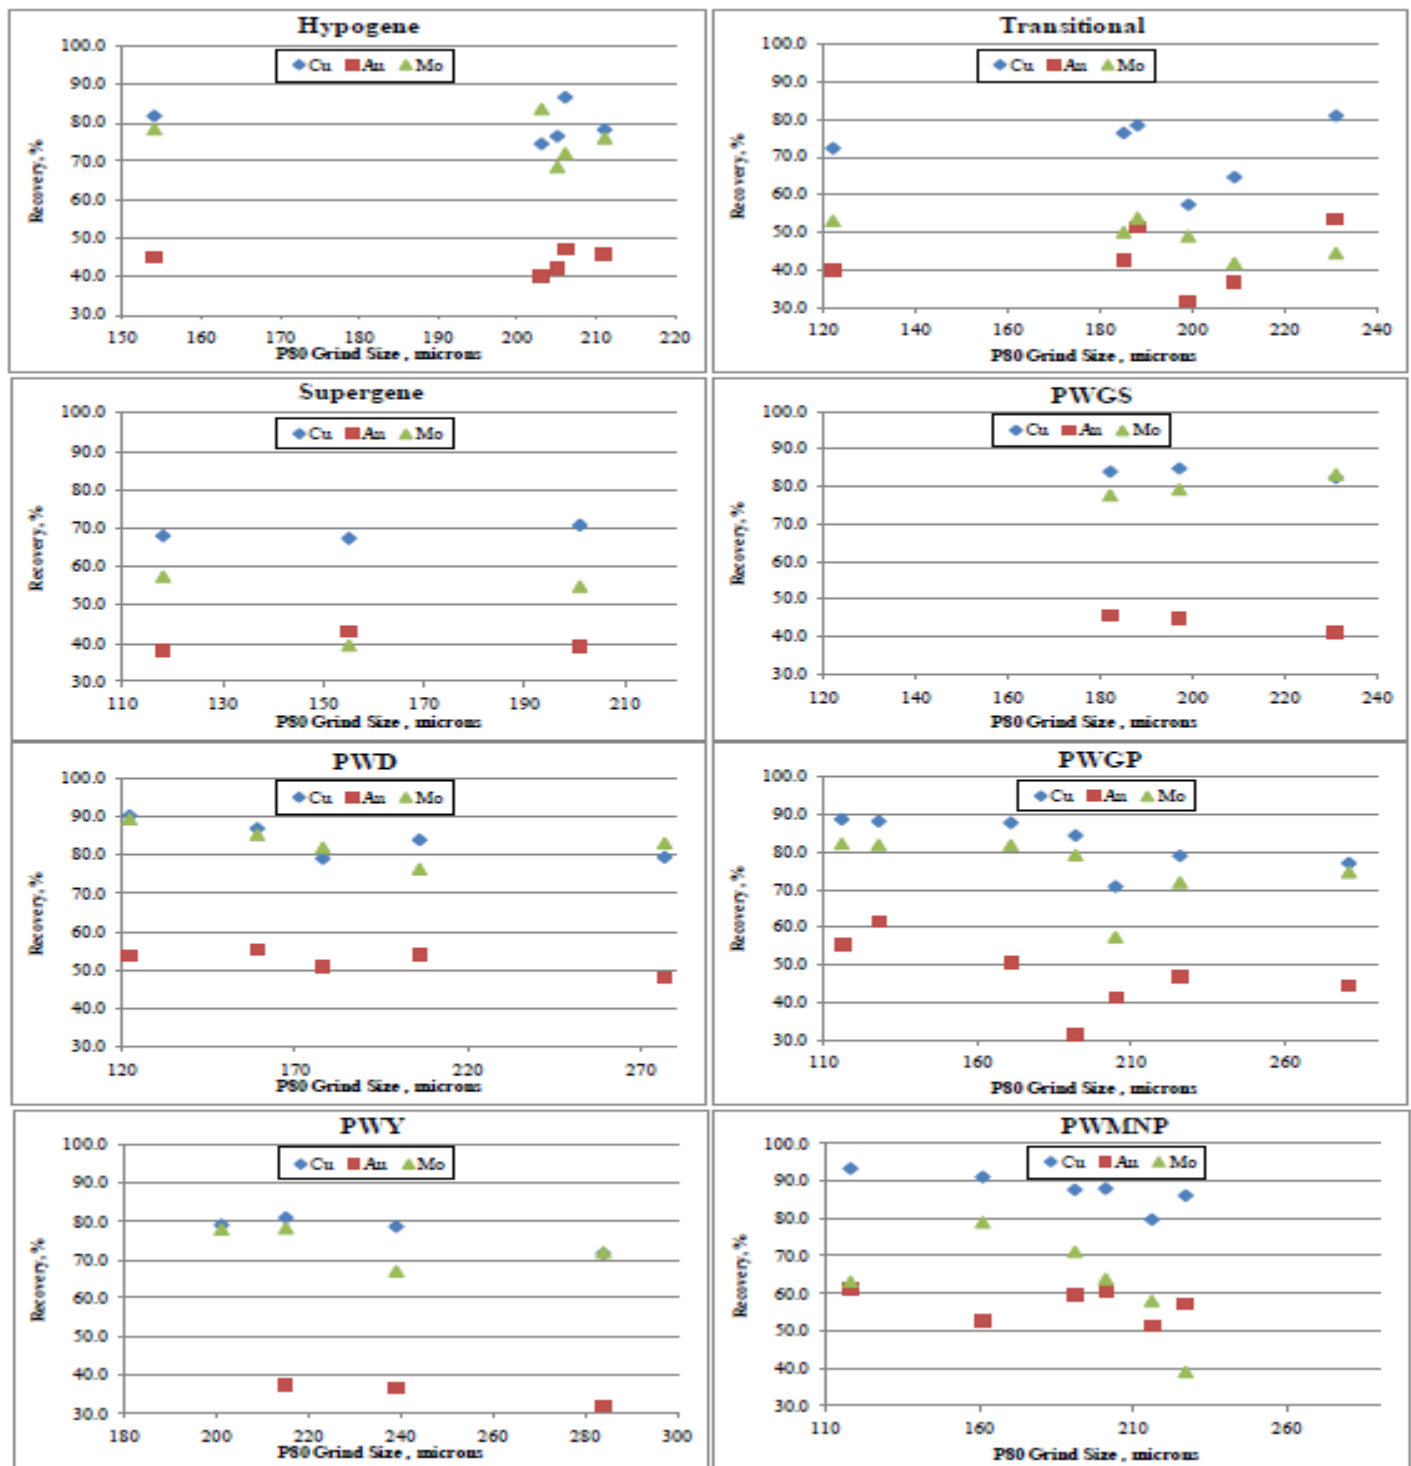 Hypogene
Cu Au Mo
Recovery,%
100.0
90.0
80.0
70.0
60.0
50.0
40.0
30.0
150 160 170 180 190 200 210 220
P80 Grind Size , microns
Transitional
Cu Au Mo
Recovery,%
100.0
90.0
80.0
70.0
60.0
50.0
40.0
30.0
120 140 160 180 200 220 240
P80 Grind Size , microns
Supergene
Cu Au Mo
Recovery,%
100.0
90.0
80.0
70.0
60.0
50.0
40.0
30.0
110 130 150 170 190 210
P80 Grind Size , microns
PWGS
Cu Au Mo
Recovery,%
100.0
90.0
80.0
70.0
60.0
50.0
40.0
30.0
120 140 160 180 200 220 240
P80 Grind Size , microns
PWD
Cu Au Mo
Recovery,%
100.0
90.0
80.0
70.0
60.0
50.0
40.0
30.0
120 170 220 270
P80 Grind Size , microns
PWGP
Cu Au Mo
Recovery,%
100.0
90.0
80.0
70.0
60.0
50.0
40.0
30.0
110 160 210 260
P80 Grind Size , microns
PWY
Cu Au Mo
Recovery,%
100.0
90.0
80.0
70.0
60.0
50.0
40.0
30.0
180 200 220 240 260 280 300
P80 Grind Size , microns
PWMNP
Cu Au Mo
Recovery,%
100.0
90.0
80.0
70.0
60.0
50.0
40.0
30.0
110 160 210 260
P80 Grind Size , microns